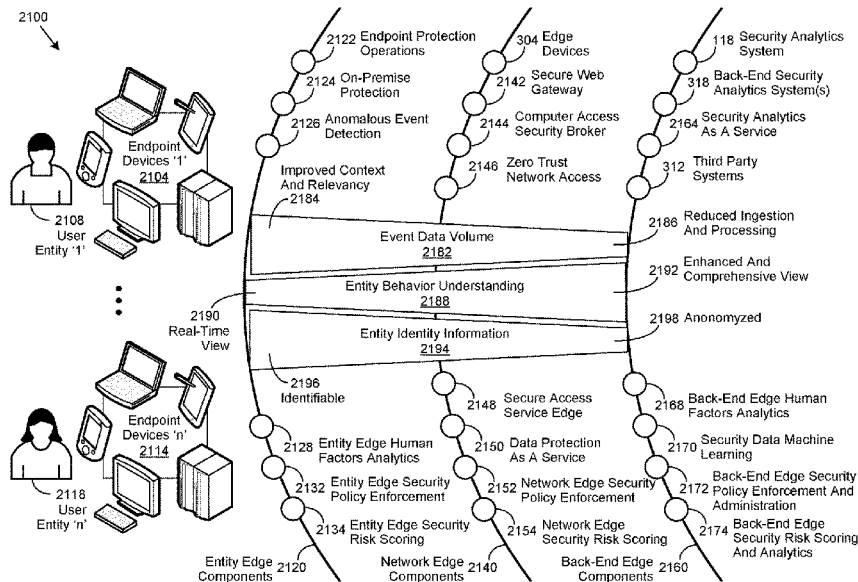 2100
2122 Endpoint Protection
Operations
2124 On-Premise
Protection
2126 Anomalous Event
Detection
304 Edge
Devices
2142 Secure Web
Gateway
2144 Computer Access
Security Broker
2146 Zero Trust
Network Access
118 Security Analytics
System
318 Back-End Security
Analytics System(s)
2164 Security Analytics
As A Service
312 Third Party
Systems
Endpoint
Devices '1'
2104
2108
User
Entity '1'
Improved Context
And Relevancy
2184
Event Data Volume
2182
2186 Reduced Ingestion
And Processing
Entity Behavior Understanding
2188
2192 Enhanced And
Comprehensive View
2190
Real-Time
View
Entity Identity Information
2194
2198 Anonomyzed
2196
Identifiable
Endpoint
Devices 'n'
2114
2118
User
Entity 'n'
2128 Entity Edge Human
Factors Analytics
2132 Entity Edge Security
Policy Enforcement
2134 Entity Edge Security
Risk Scoring
2148 Secure Access
Service Edge
2150 Data Protection
As A Service
2152 Network Edge Security
Policy Enforcement
2154 Network Edge
Security Risk Scoring
2168 Back-End Edge Human
Factors Analytics
2170 Security Data Machine
Learning
2172 Back-End Edge Security
Policy Enforcement And
Administration
2174 Back-End Edge
Security Risk Scoring
And Analytics
Entity Edge
Components 2120
Network Edge
Components 2140
Back-End Edge
Components 2160